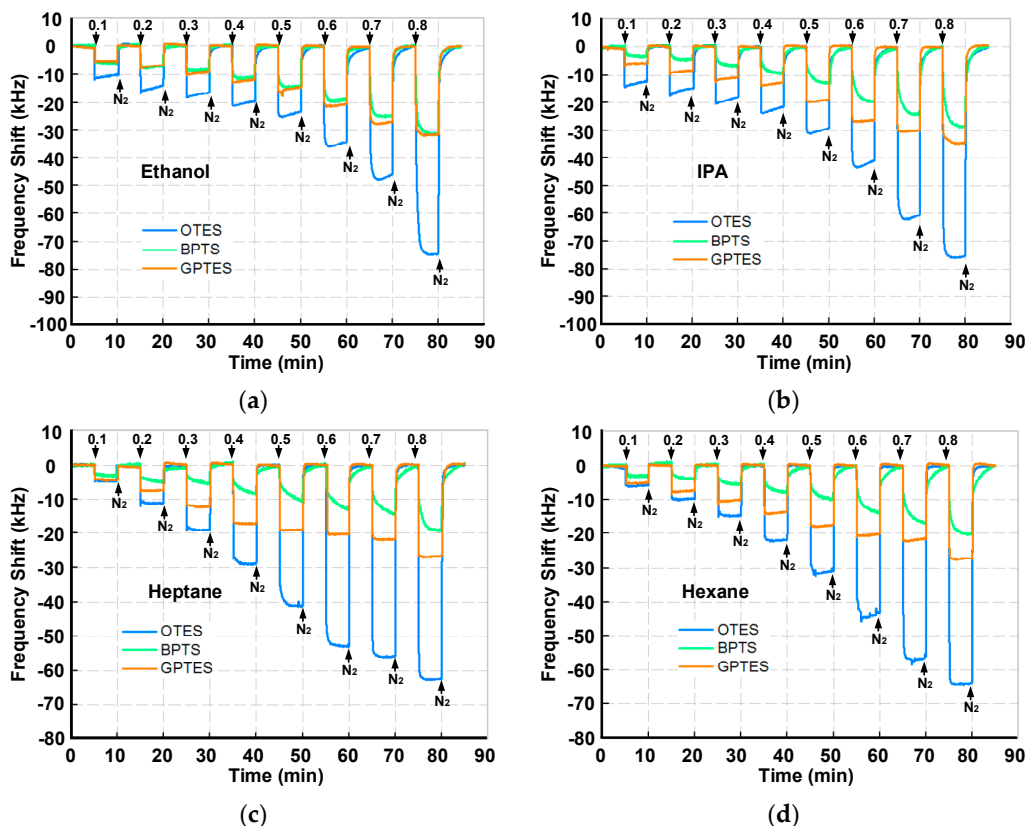 0.1 0.2 0.3 0.4 0.5 0.6 0.7 0.8
10
0
-10
-20
-30
-40
-50
-60
-70
-80
-90
-100
Frequency Shift (kHz)
N₂ N₂ N₂ N₂ N₂ N₂ N₂ N₂
Ethanol
OTES
BPTS
GPTES
0 10 20 30 40 50 60 70 80 90
Time (min)
(a)
0.1 0.2 0.3 0.4 0.5 0.6 0.7 0.8
10
0
-10
-20
-30
-40
-50
-60
-70
-80
-90
-100
Frequency Shift (kHz)
N₂ N₂ N₂ N₂ N₂ N₂ N₂ N₂
IPA
OTES
BPTS
GPTES
0 10 20 30 40 50 60 70 80 90
Time (min)
(b)
0.1 0.2 0.3 0.4 0.5 0.6 0.7 0.8
10
0
-10
-20
-30
-40
-50
-60
-70
-80
Frequency Shift (kHz)
N₂ N₂ N₂ N₂ N₂ N₂ N₂ N₂
Heptane
OTES
BPTS
GPTES
0 10 20 30 40 50 60 70 80 90
Time (min)
(c)
0.1 0.2 0.3 0.4 0.5 0.6 0.7 0.8
10
0
-10
-20
-30
-40
-50
-60
-70
-80
Frequency Shift (kHz)
N₂ N₂ N₂ N₂ N₂ N₂ N₂ N₂
Hexane
OTES
BPTS
GPTES
0 10 20 30 40 50 60 70 80 90
Time (min)
(d)